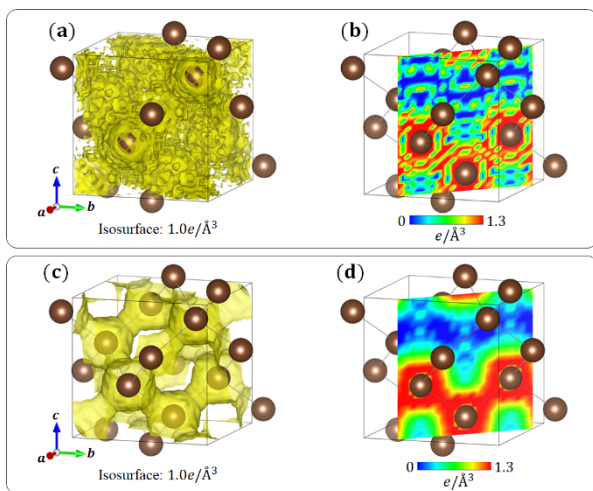 (a)
(b)
c
a
b
Isosurface: 1.0e/Å³
0
1.3
e/Å³
(c)
(d)
c
a
b
Isosurface: 1.0e/Å³
0
1.3
e/Å³